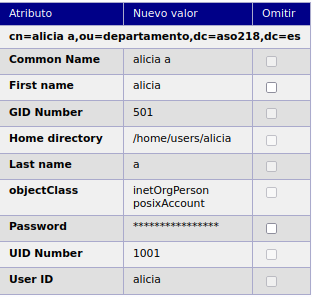 Atributo Nuevo valor Omitir
cn=alicia a,ou=departamento,dc=aso218,dc=es
Common Name alicia a
First name alicia
GID Number 501
Home directory /home/users/alicia
Last name a
objectClass inetOrgPerson
posixAccount
Password ****************
UID Number 1001
User ID alicia